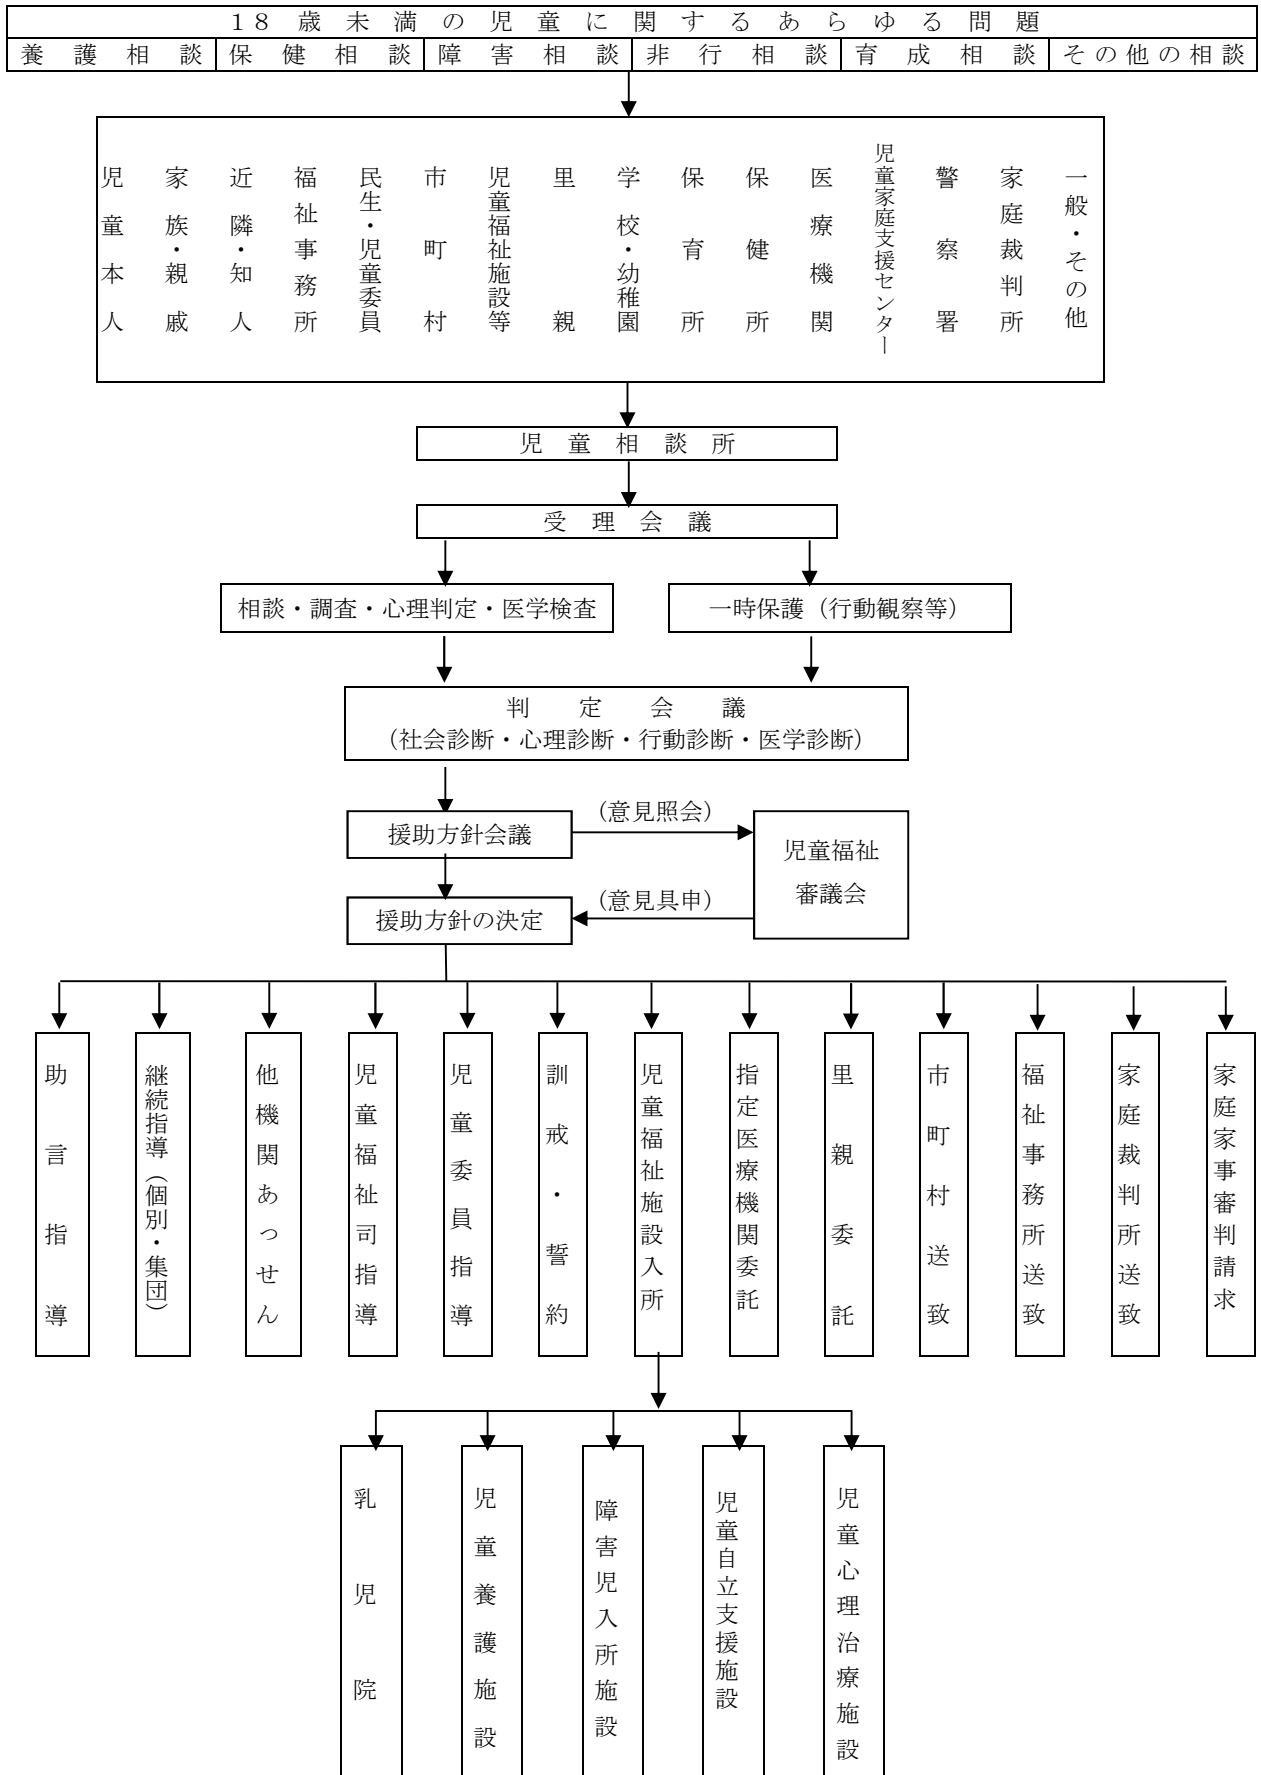 １８歳未満の児童に関するあらゆる問題
養護相談
保健相談
障害相談
非行相談
育成相談
その他の相談
児童本人
家族・親戚
近隣・知人
福祉事務所
民生・児童委員
市町村
児童福祉施設等
里親
学校・幼稚園
保育所
保健所
医療機関
児童家庭支援センター
警察署
家庭裁判所
一般・その他
児童相談所
受理会議
相談・調査・心理判定・医学検査
一時保護（行動観察等）
判定会議
（社会診断・心理診断・行動診断・医学診断）
援助方針会議
（意見照会）
児童福祉
審議会
（意見具申）
援助方針の決定
助言指導
継続指導（個別・集団）
他機関あっせん
児童福祉司指導
児童委員指導
訓戒・誓約
児童福祉施設入所
指定医療機関委託
里親委託
市町村送致
福祉事務所送致
家庭裁判所送致
家庭家事審判請求
乳児院
児童養護施設
障害児入所施設
児童自立支援施設
児童心理治療施設